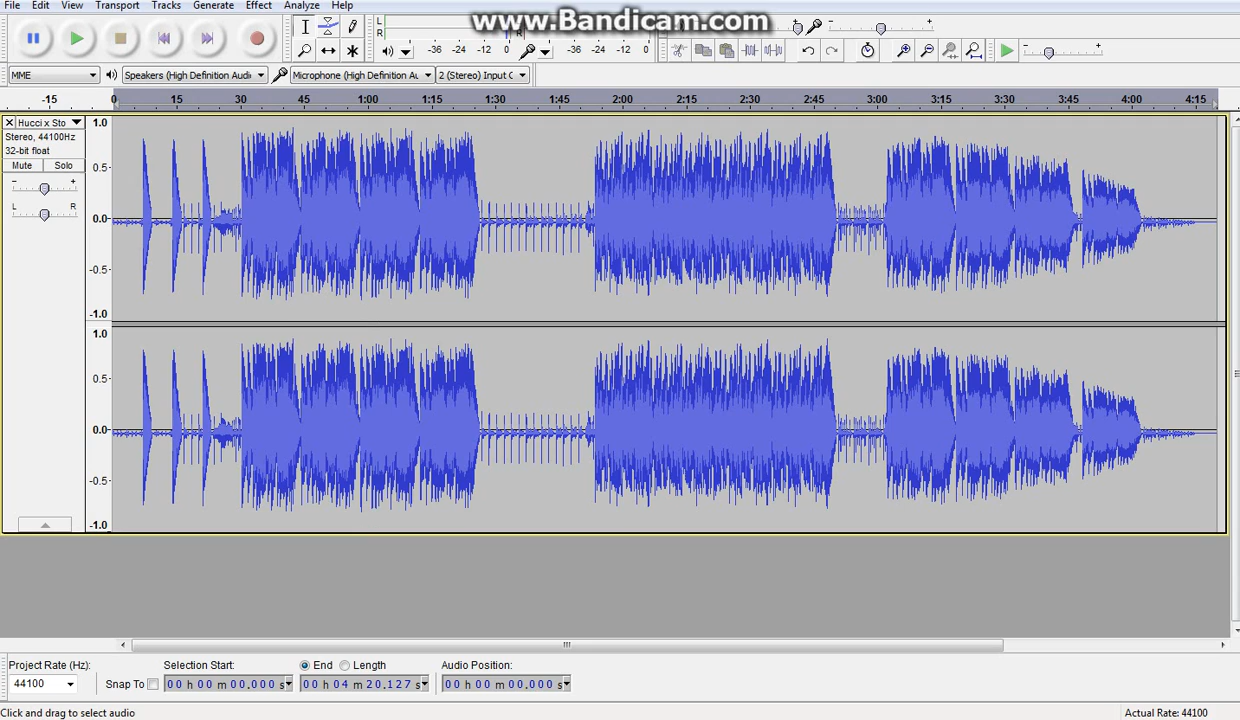 File Edit View Transport Tracks Generate Effect Analyze Help
www.Bandicam.com
L
R
-36 -24 -12 0 -36 -24 -12 0
MME Speakers (High Definition Audi Microphone (High Definition Au 2 (Stereo) Input C
-15 0 15 30 45 1:00 1:15 1:30 1:45 2:00 2:15 2:30 2:45 3:00 3:15 3:30 3:45 4:00 4:15
Hucci x Sto
Stereo, 44100Hz
32-bit float
Mute Solo
- +
L R
1.0
0.5
0.0
-0.5
-1.0
1.0
0.5
0.0
-0.5
-1.0
Project Rate (Hz): Selection Start: End Length Audio Position:
44100 Snap To 00 h 00 m 00.000 s 00 h 04 m 20.127 s 00 h 00 m 00.000 s
Click and drag to select audio Actual Rate: 44100